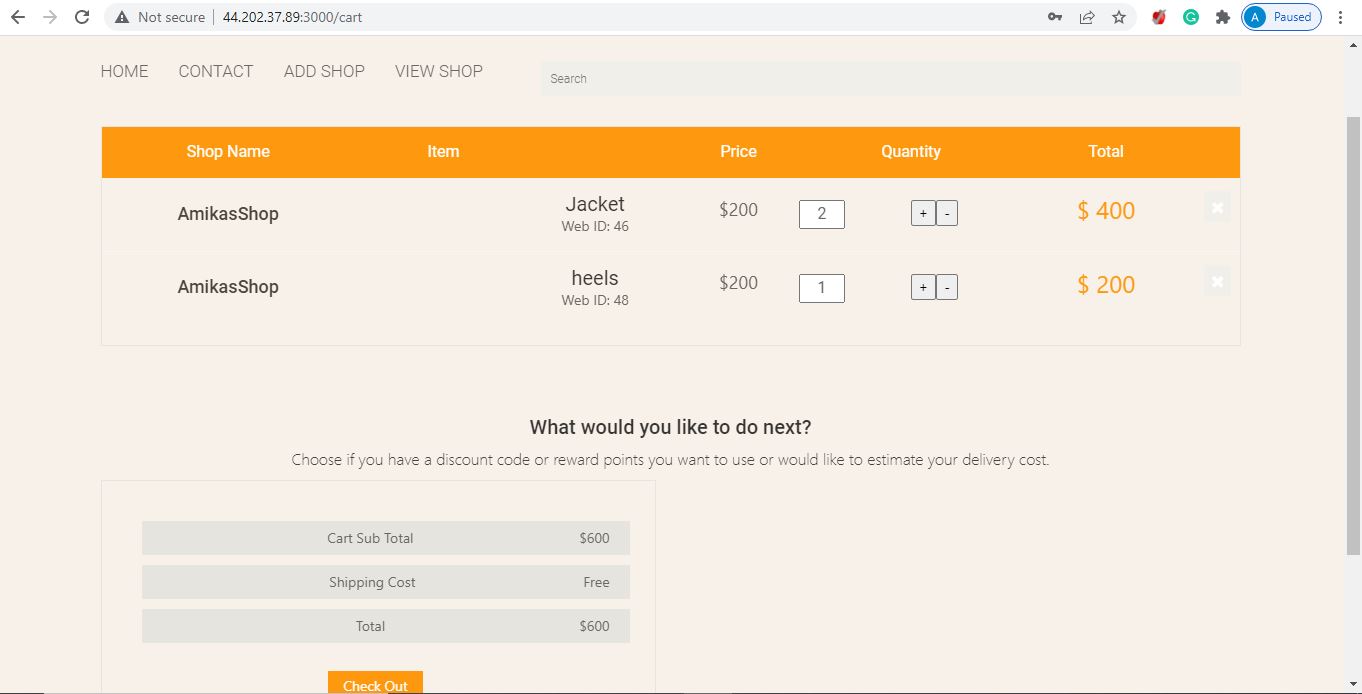 Not secure 44.202.37.89:3000/cart A Paused
HOME CONTACT ADD SHOP VIEW SHOP Search
Shop Name Item Price Quantity Total
AmikasShop Jacket $200 2 + - $ 400
Web ID: 46
AmikasShop heels $200 1 + - $ 200
Web ID: 48
What would you like to do next?
Choose if you have a discount code or reward points you want to use or would like to estimate your delivery cost.
Cart Sub Total $600
Shipping Cost Free
Total $600
Check Out